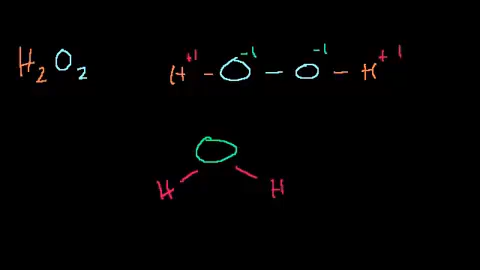 H₂O₂
H⁺¹ - O⁻¹ - O⁻¹ - H⁺¹
O
H H